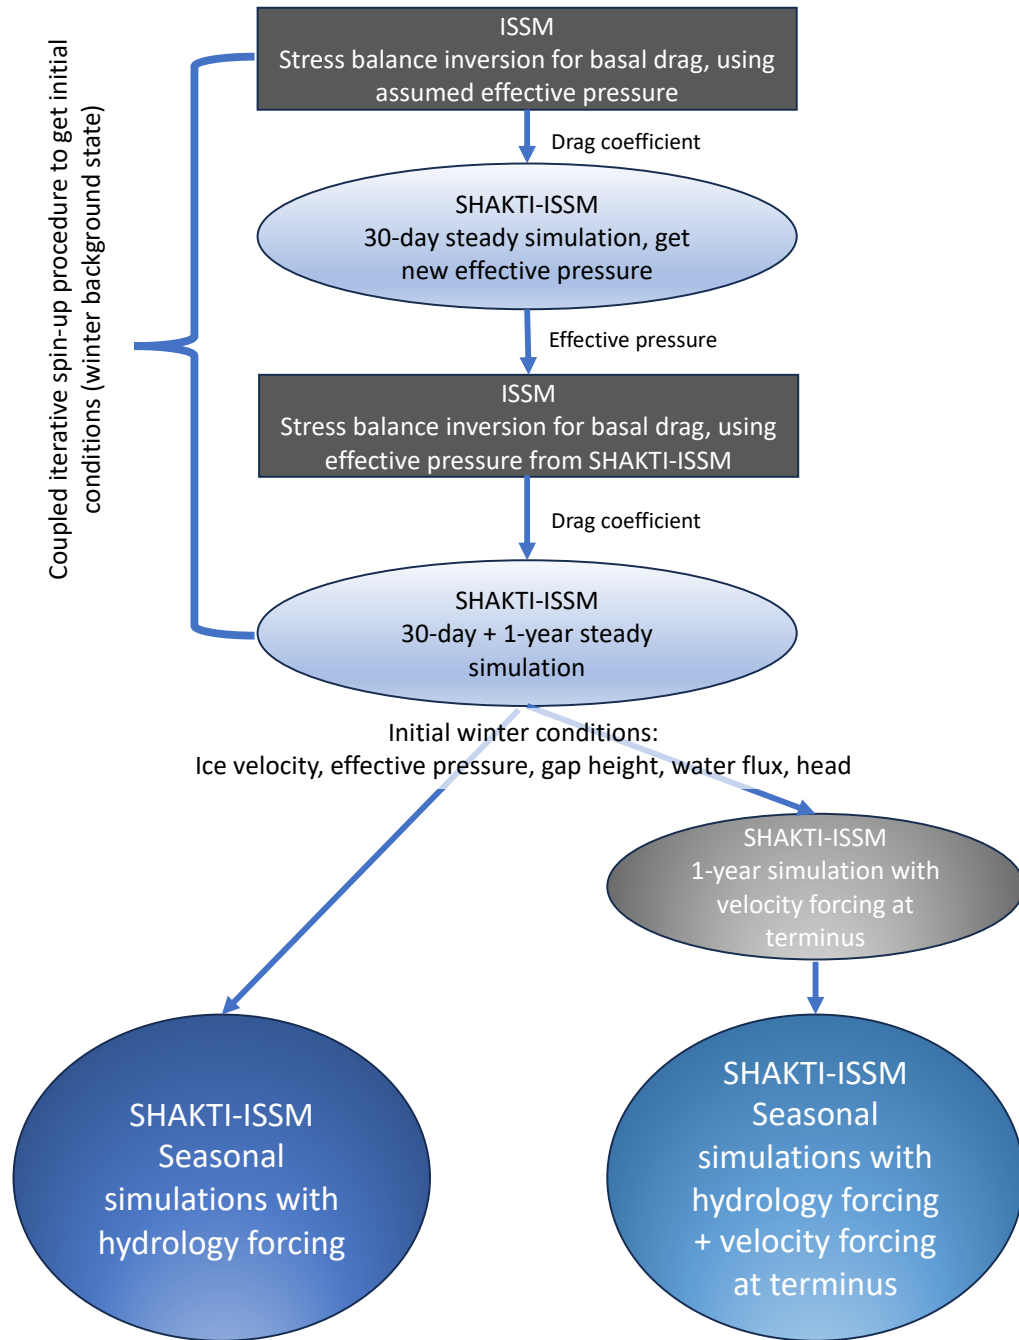 Coupled iterative spin-up procedure to get initial
conditions (winter background state)
ISSM
Stress balance inversion for basal drag, using
assumed effective pressure
Drag coefficient
SHAKTI-ISSM
30-day steady simulation, get
new effective pressure
Effective pressure
ISSM
Stress balance inversion for basal drag, using
effective pressure from SHAKTI-ISSM
Drag coefficient
SHAKTI-ISSM
30-day + 1-year steady
simulation
Initial winter conditions:
Ice velocity, effective pressure, gap height, water flux, head
SHAKTI-ISSM
1-year simulation with
velocity forcing at
terminus
SHAKTI-ISSM
Seasonal
simulations with
hydrology forcing
SHAKTI-ISSM
Seasonal
simulations with
hydrology forcing
+ velocity forcing
at terminus